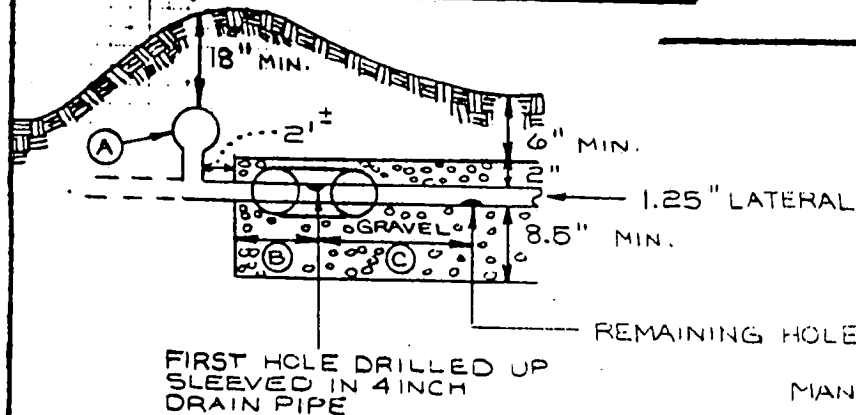 18" MIN.
A
2'±
6" MIN.
2"
1.25" LATERAL
GRAVEL
8.5"
MIN.
B
C
REMAINING HOLE
FIRST HOLE DRILLED UP
SLEEVED IN 4 INCH
DRAIN PIPE
MAN